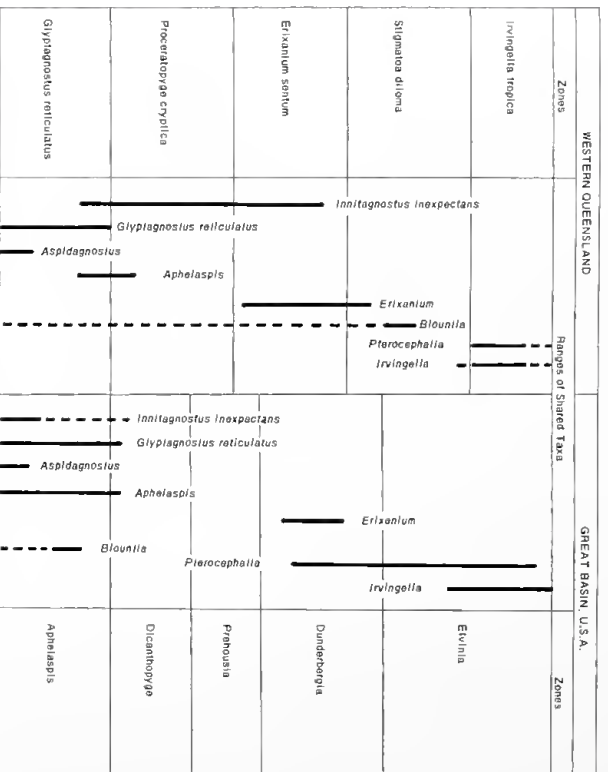 WESTERN QUEENSLAND
Zones
Irvingella tropica
Stigmatoa diloma
Erixanium sentum
Proceratopyge cryptica
Glyptagnostus reticulatus
Ranges of Shared Taxa
Innitagnostus inexpectans
Glyptagnostus reticulatus
Aspidagnostus
Aphelaspis
Erixanium
Blountia
Pterocephalia
Irvingella
GREAT BASIN, U.S.A.
Innitagnostus inexpectans
Glyptagnostus reticulatus
Aspidagnostus
Aphelaspis
Erixanium
Blountia
Pterocephalia
Irvingella
Zones
Elvinia
Dunderbergia
Prehousia
Dicanthopyge
Aphelaspis